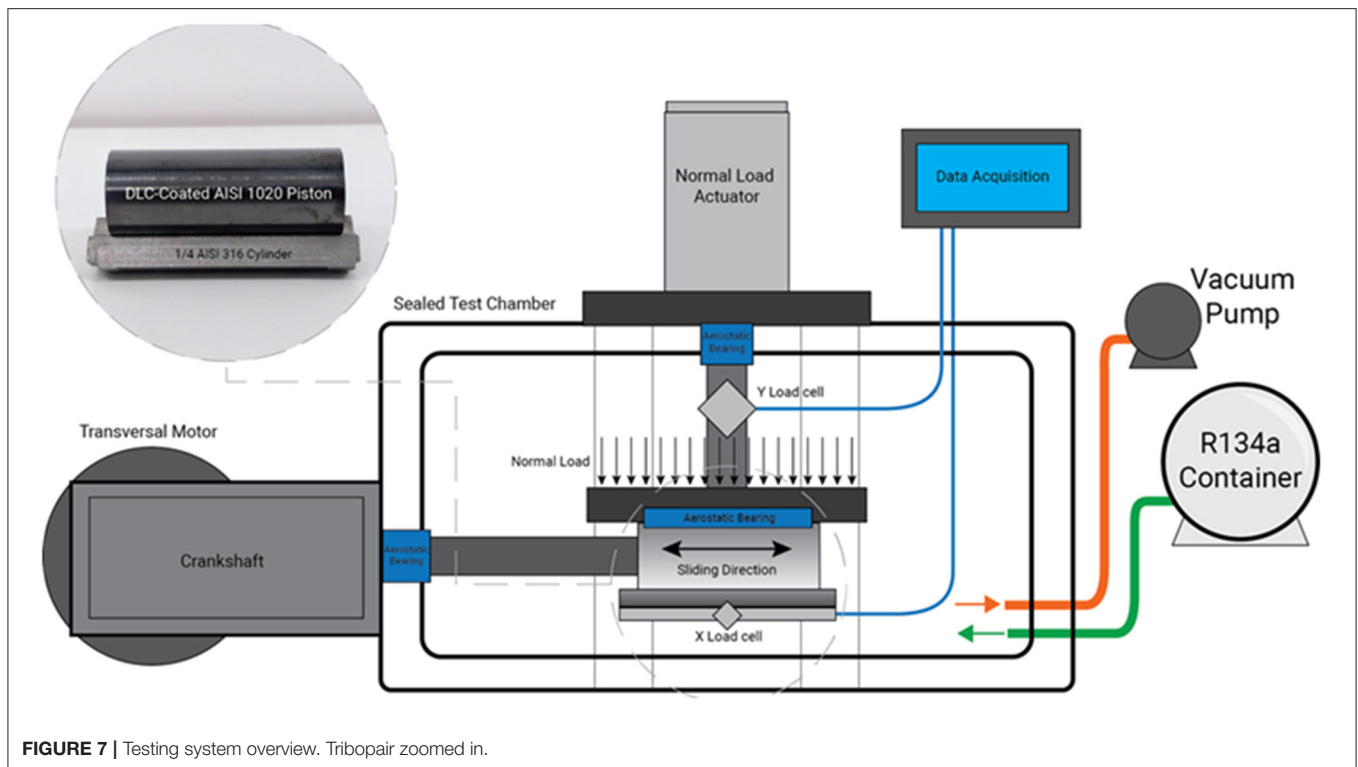 DLC-Coated AISI 1020 Piston
1/4 AISI 316 Cylinder
Normal Load
Actuator
Data Acquisition
Vacuum
Pump
Sealed Test Chamber
Aerostatic
Bearing
Y Load cell
R134a
Container
Transversal Motor
Normal Load
Aerostatic Bearing
Crankshaft
Aerostatic
Bearing
Sliding Direction
X Load cell
FIGURE 7 | Testing system overview. Tribopair zoomed in.